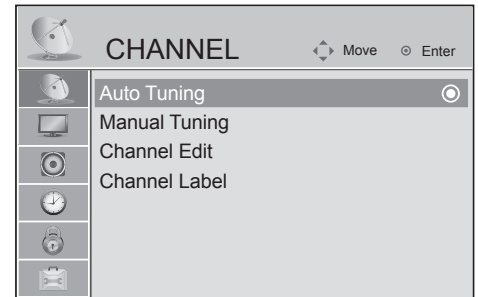 CHANNEL Move Enter
Auto Tuning
Manual Tuning
Channel Edit
Channel Label